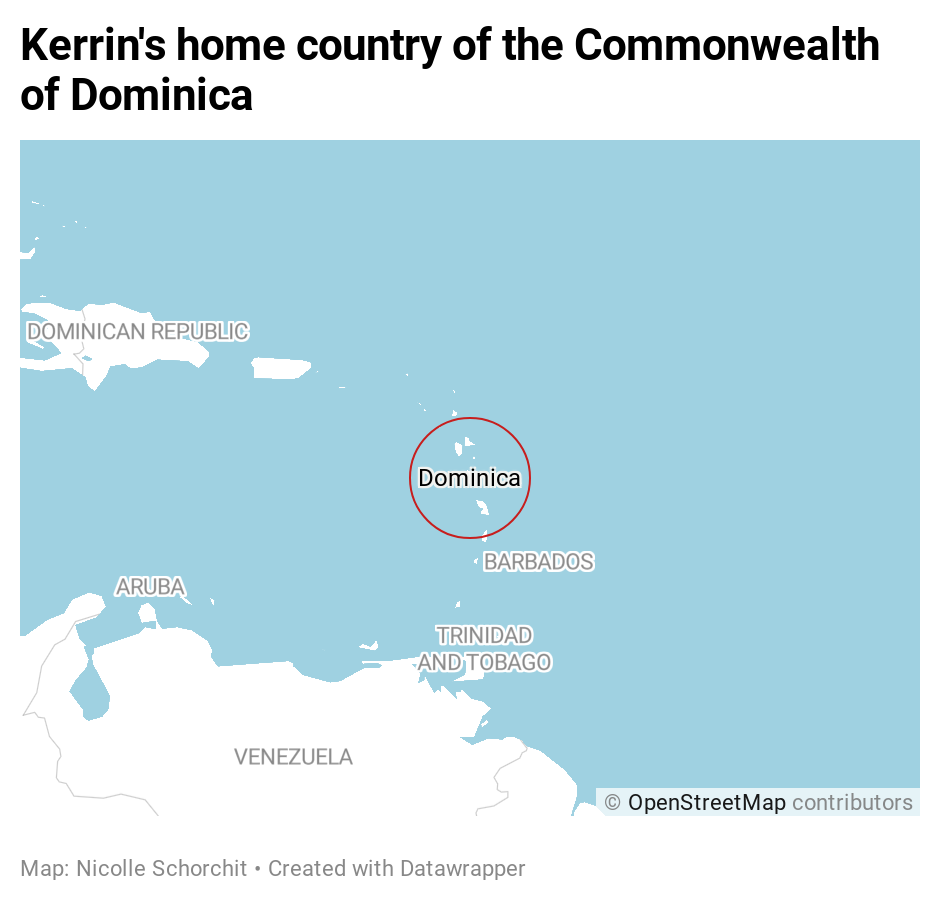 Kerrin's home country of the Commonwealth
of Dominica
DOMINICAN REPUBLIC
Dominica
BARBADOS
ARUBA
TRINIDAD
AND TOBAGO
VENEZUELA
© OpenStreetMap contributors
Map: Nicolle Schorchit • Created with Datawrapper